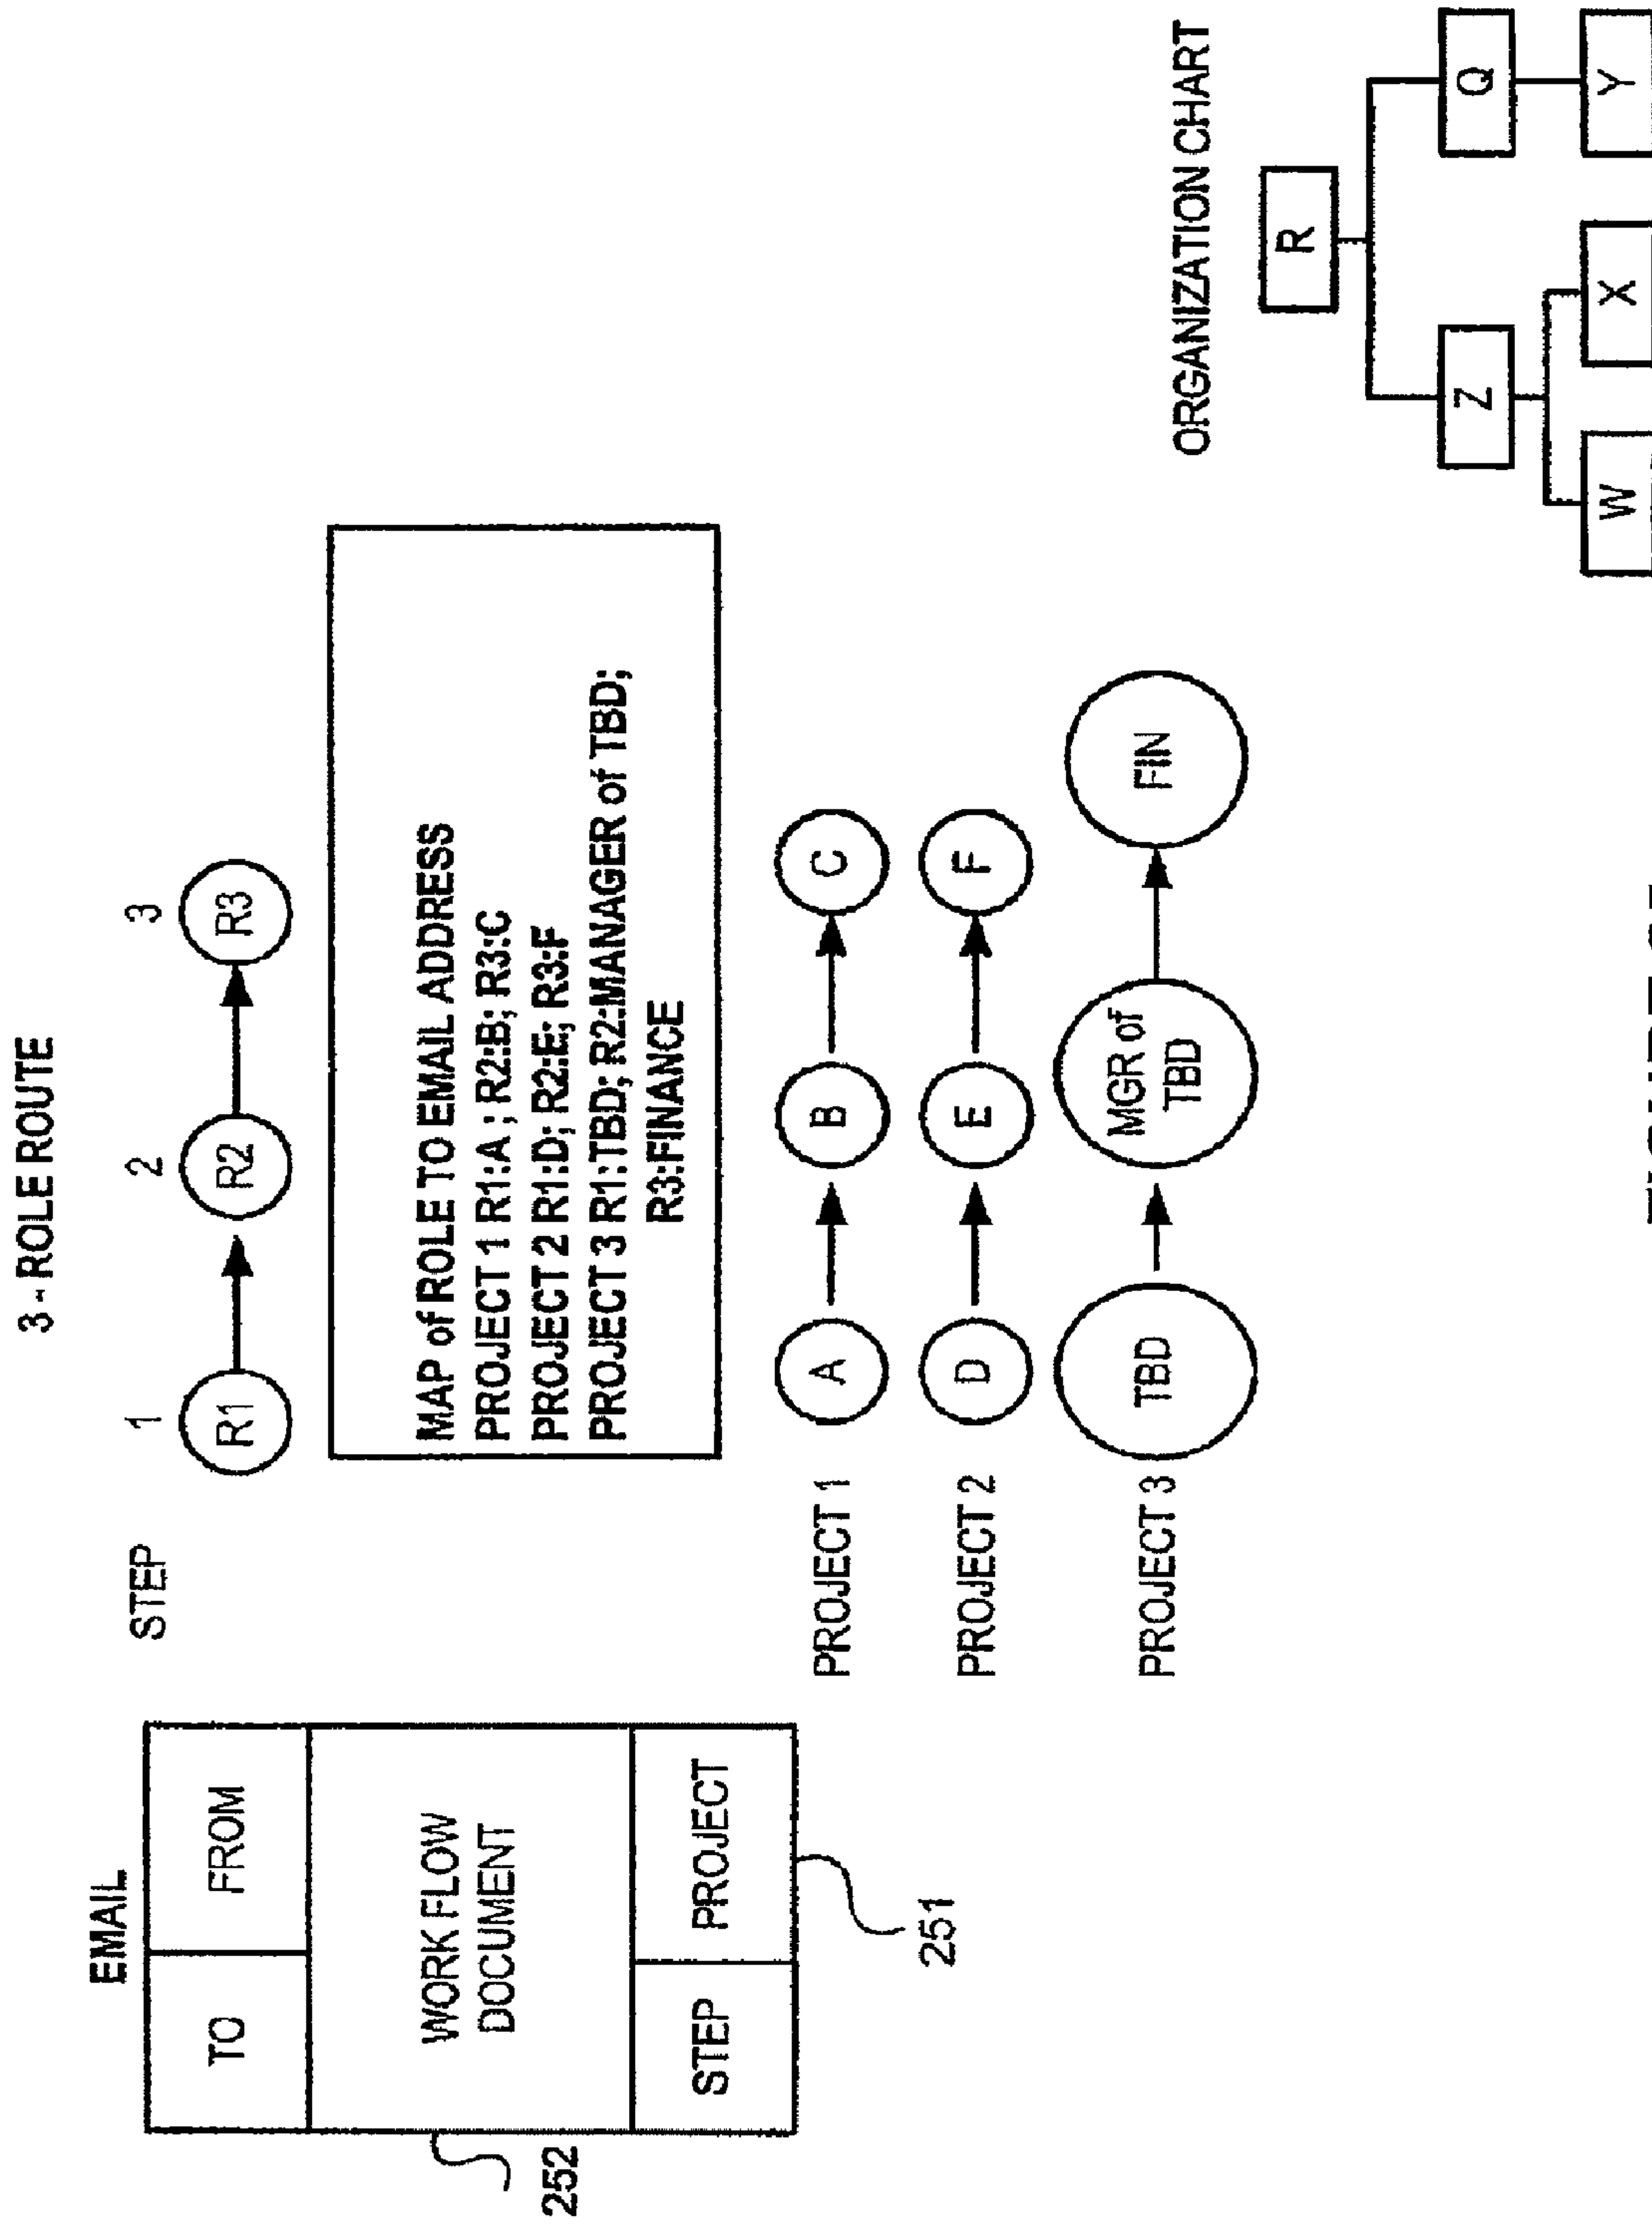 3 - ROLE ROUTE
EMAIL
TO
FROM
WORK FLOW
DOCUMENT
STEP
PROJECT
252
251
STEP
1
2
3
R1
R2
R3
MAP of ROLE TO EMAIL ADDRESS
PROJECT 1 R1:A ; R2:B; R3:C
PROJECT 2 R1:D; R2:E; R3:F
PROJECT 3 R1:TBD; R2:MANAGER of TBD;
R3:FINANCE
PROJECT 1
A
B
C
PROJECT 2
D
E
F
PROJECT 3
TBD
MGR of
TBD
FIN
ORGANIZATION CHART
R
Z
Q
W
X
Y